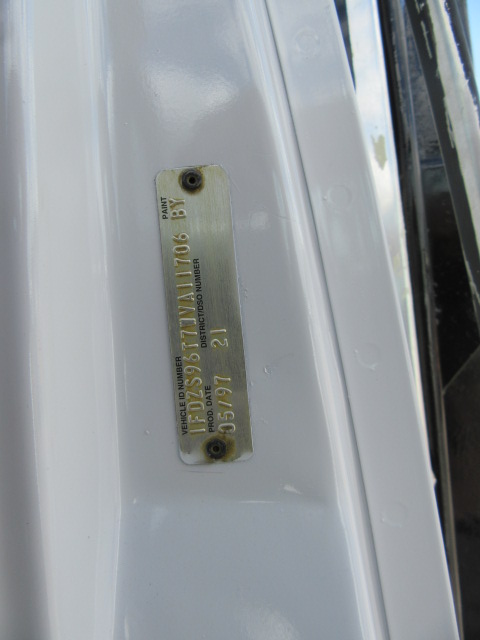 VEHICLE ID NUMBER PAINT
1FDZS96T7VVA11706 BY
PROD. DATE DISTRICT/DSO NUMBER
05/97 21